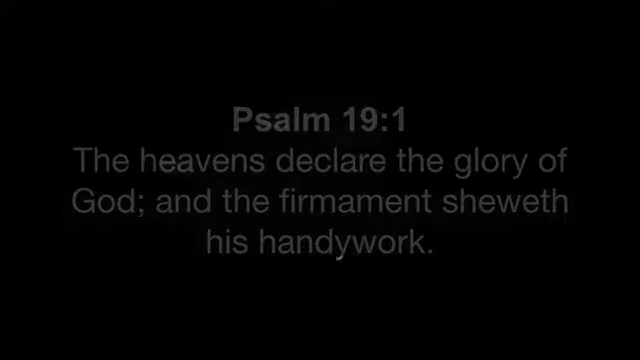 Psalm 19:1
The heavens declare the glory of
God; and the firmament sheweth
his handywork.